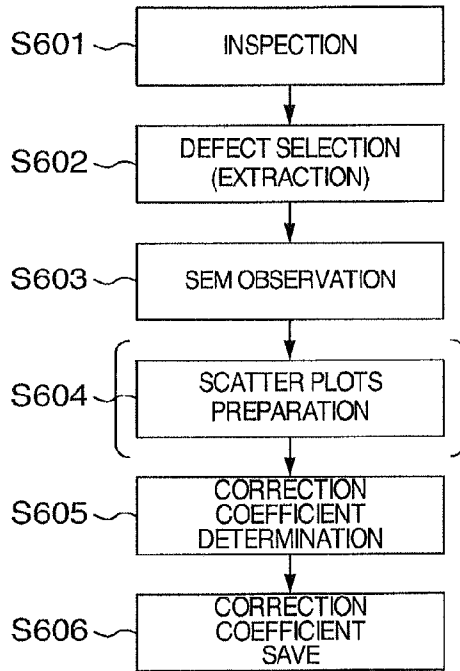 S601
INSPECTION
S602
DEFECT SELECTION
(EXTRACTION)
S603
SEM OBSERVATION
S604
SCATTER PLOTS
PREPARATION
S605
CORRECTION
COEFFICIENT
DETERMINATION
S606
CORRECTION
COEFFICIENT
SAVE